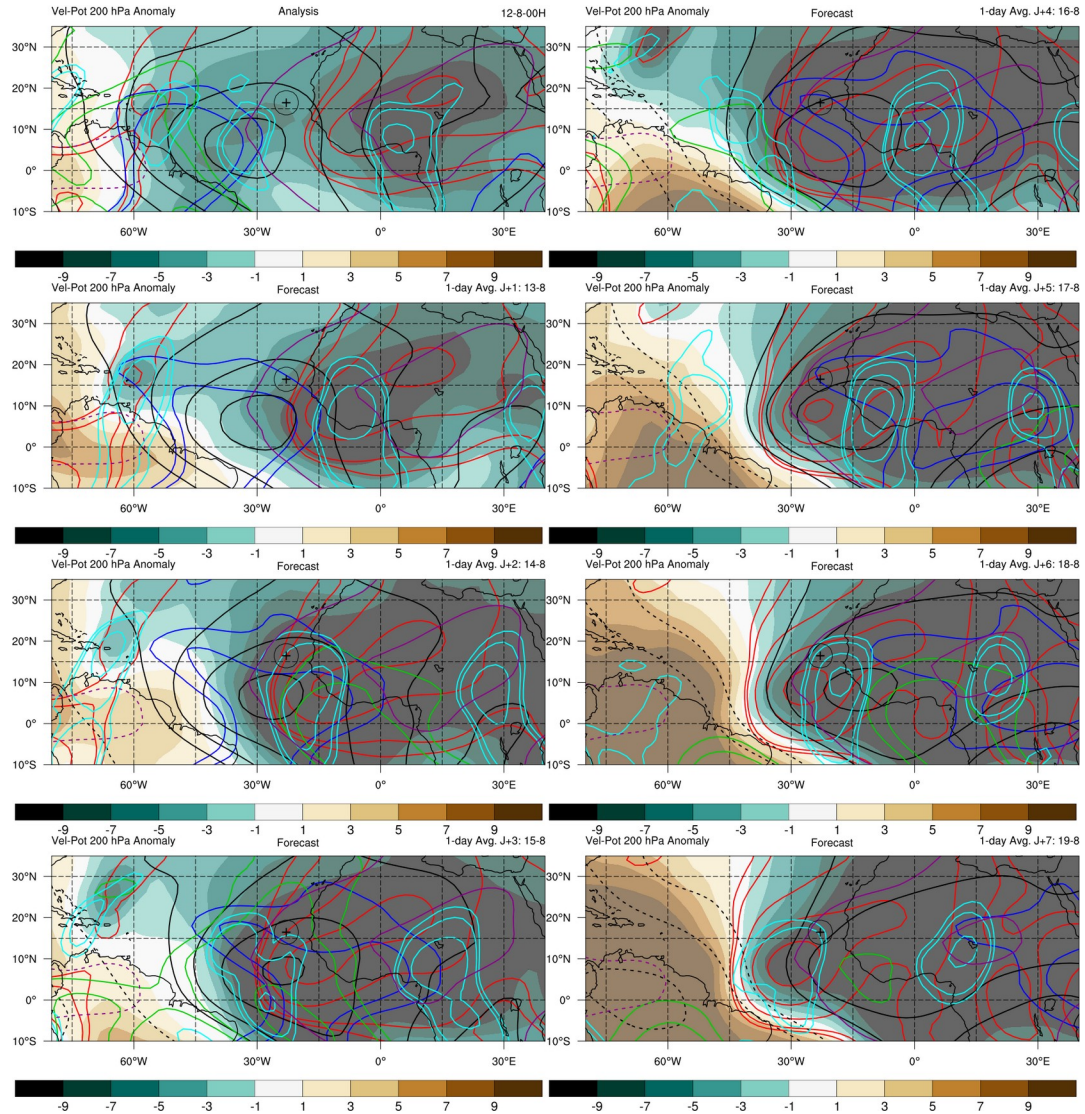 Vel-Pot 200 hPa Anomaly Analysis 12-8-00H
30°N
20°N
10°N
0°
10°S
60°W 30°W 0° 30°E
-9 -7 -5 -3 -1 1 3 5 7 9
Vel-Pot 200 hPa Anomaly Forecast 1-day Avg. J+4: 16-8
30°N
20°N
10°N
0°
10°S
60°W 30°W 0° 30°E
-9 -7 -5 -3 -1 1 3 5 7 9
Vel-Pot 200 hPa Anomaly Forecast 1-day Avg. J+1: 13-8
30°N
20°N
10°N
0°
10°S
60°W 30°W 0° 30°E
-9 -7 -5 -3 -1 1 3 5 7 9
Vel-Pot 200 hPa Anomaly Forecast 1-day Avg. J+5: 17-8
30°N
20°N
10°N
0°
10°S
60°W 30°W 0° 30°E
-9 -7 -5 -3 -1 1 3 5 7 9
Vel-Pot 200 hPa Anomaly Forecast 1-day Avg. J+2: 14-8
30°N
20°N
10°N
0°
10°S
60°W 30°W 0° 30°E
-9 -7 -5 -3 -1 1 3 5 7 9
Vel-Pot 200 hPa Anomaly Forecast 1-day Avg. J+6: 18-8
30°N
20°N
10°N
0°
10°S
60°W 30°W 0° 30°E
-9 -7 -5 -3 -1 1 3 5 7 9
Vel-Pot 200 hPa Anomaly Forecast 1-day Avg. J+3: 15-8
30°N
20°N
10°N
0°
10°S
60°W 30°W 0° 30°E
-9 -7 -5 -3 -1 1 3 5 7 9
Vel-Pot 200 hPa Anomaly Forecast 1-day Avg. J+7: 19-8
30°N
20°N
10°N
0°
10°S
60°W 30°W 0° 30°E
-9 -7 -5 -3 -1 1 3 5 7 9